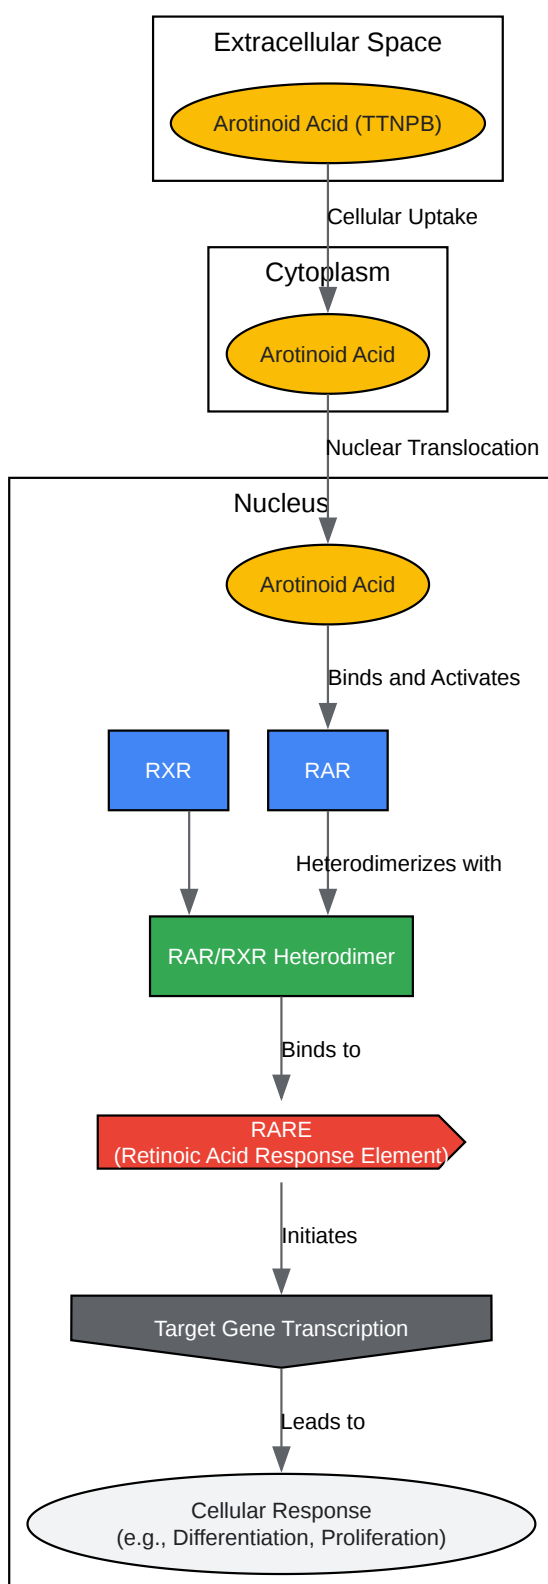 Extracellular Space
Arotinoid Acid (TTNPB)
Cellular Uptake
Cytoplasm
Arotinoid Acid
Nuclear Translocation
Nucleus
Arotinoid Acid
Binds and Activates
RXR
RAR
Heterodimerizes with
RAR/RXR Heterodimer
Binds to
RARE
(Retinoic Acid Response Element)
Initiates
Target Gene Transcription
Leads to
Cellular Response
(e.g., Differentiation, Proliferation)